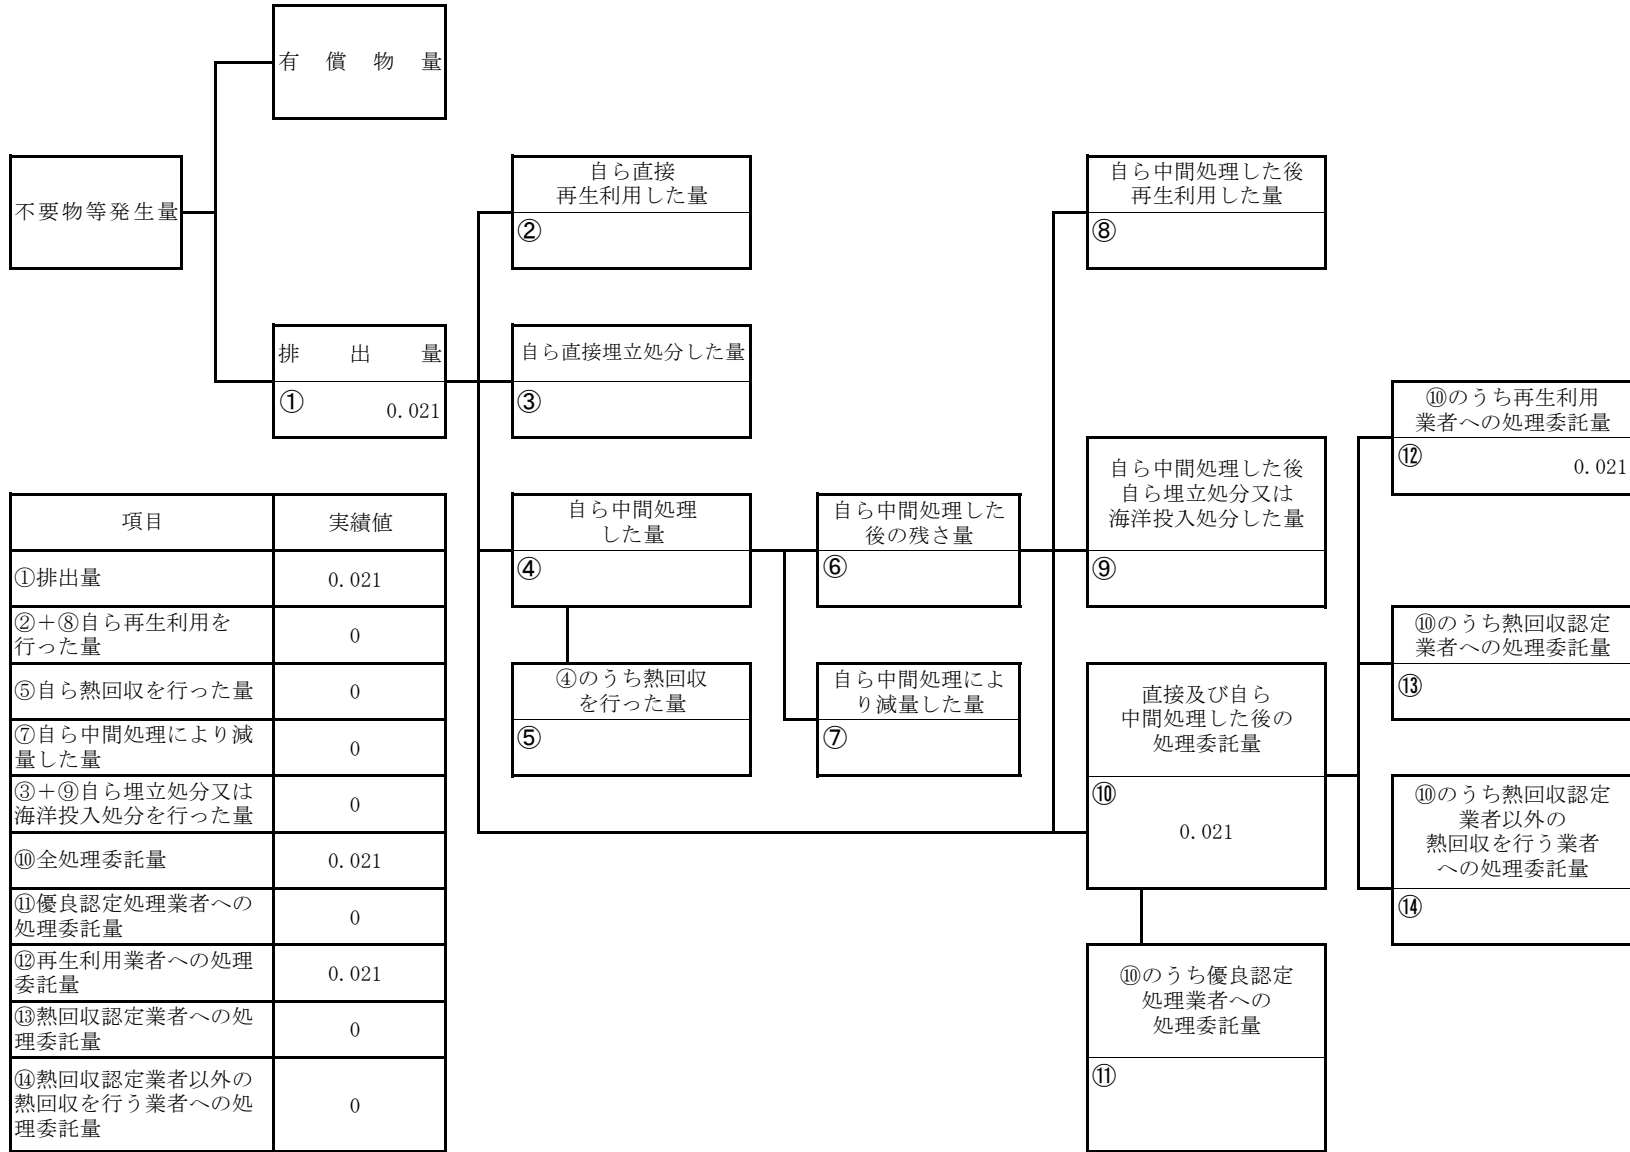 有償物量
不要物等発生量
排出量
①
0.021
自ら直接
再生利用した量
②
自ら直接埋立処分した量
③
自ら中間処理
した量
④
④のうち熱回収
を行った量
⑤
自ら中間処理した
後の残さ量
⑥
自ら中間処理によ
り減量した量
⑦
自ら中間処理した後
再生利用した量
⑧
自ら中間処理した後
自ら埋立処分又は
海洋投入処分した量
⑨
直接及び自ら
中間処理した後の
処理委託量
⑩
0.021
⑩のうち優良認定
処理業者への
処理委託量
⑪
⑩のうち再生利用
業者への処理委託量
⑫
0.021
⑩のうち熱回収認定
業者への処理委託量
⑬
⑩のうち熱回収認定
業者以外の
熱回収を行う業者
への処理委託量
⑭
項目 実績値
①排出量 0.021
②＋⑧自ら再生利用を
行った量
0
⑤自ら熱回収を行った量 0
⑦自ら中間処理により減
量した量
0
③＋⑨自ら埋立処分又は
海洋投入処分を行った量
0
⑩全処理委託量 0.021
⑪優良認定処理業者への
処理委託量
0
⑫再生利用業者への処理
委託量
0.021
⑬熱回収認定業者への処
理委託量
0
⑭熱回収認定業者以外の
熱回収を行う業者への処
理委託量
0